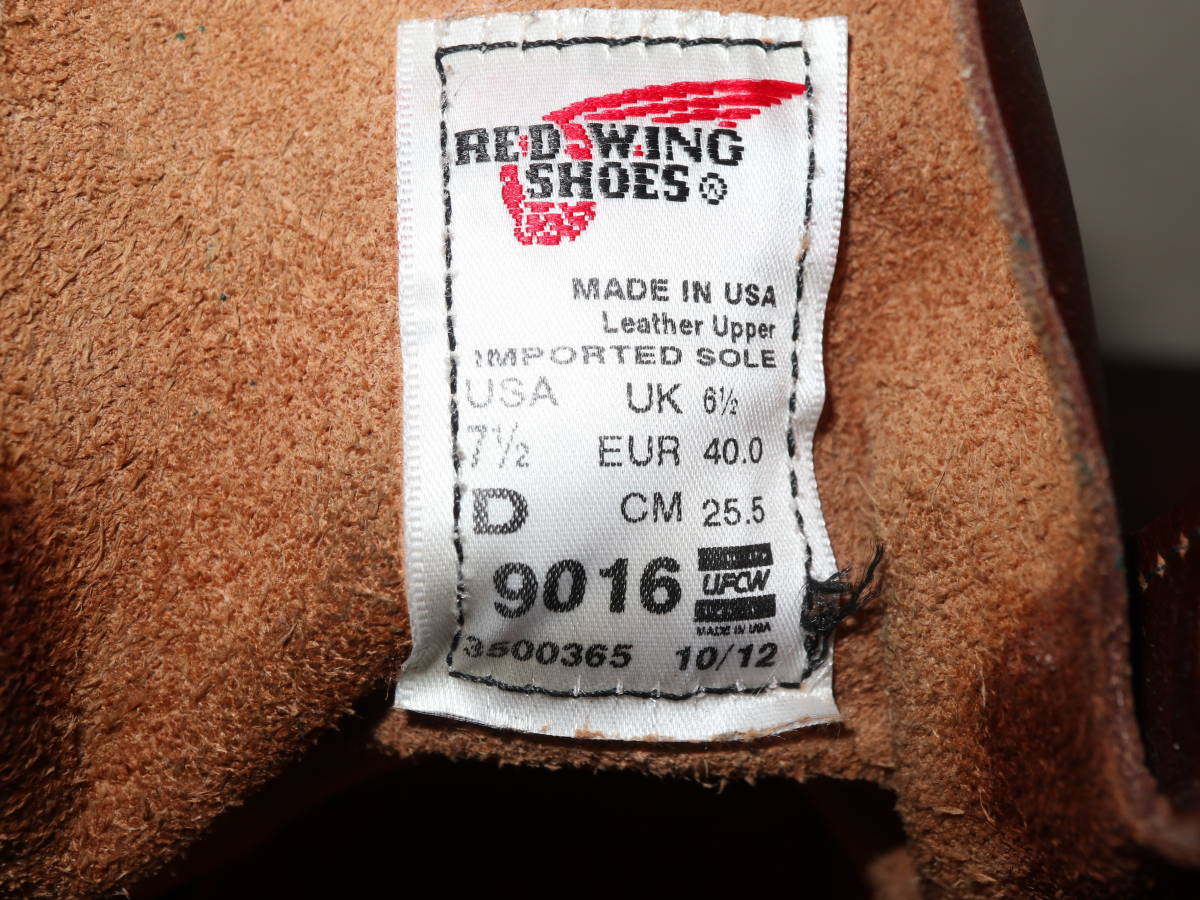 RED WING
SHOES®
MADE IN USA
Leather Upper
IMPORTED SOLE
USA UK 6½
7½ EUR 40.0
D CM 25.5
9016 UFCW
MADE IN USA
3500365 10/12